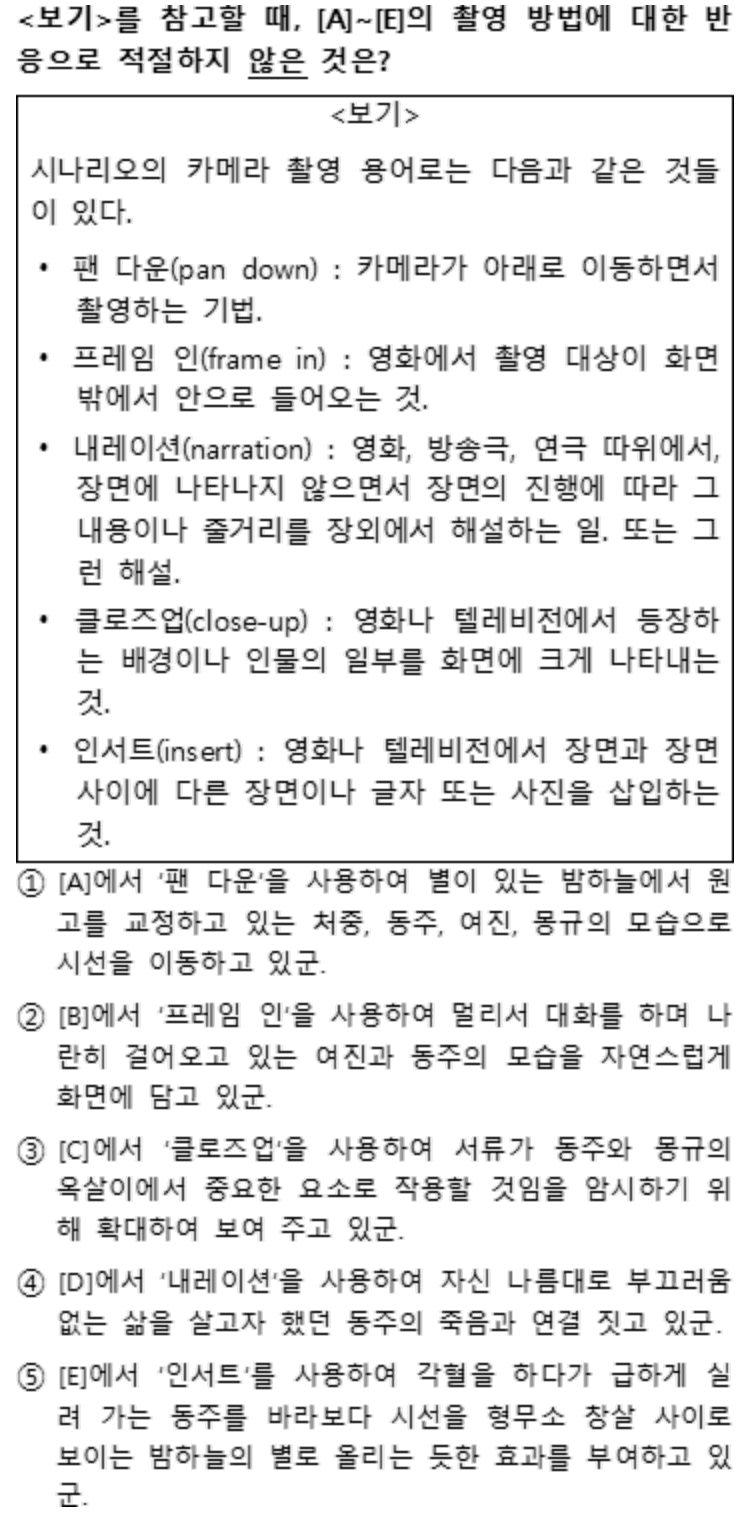 <보기>를 참고할 때, [A]~[E]의 촬영 방법에 대한 반
응으로 적절하지 않은 것은?
<보기>
시나리오의 카메라 촬영 용어로는 다음과 같은 것들
이 있다.
• 팬 다운(pan down) : 카메라가 아래로 이동하면서
촬영하는 기법.
• 프레임 인(frame in) : 영화에서 촬영 대상이 화면
밖에서 안으로 들어오는 것.
• 내레이션(narration) : 영화, 방송극, 연극 따위에서,
장면에 나타나지 않으면서 장면의 진행에 따라 그
내용이나 줄거리를 장외에서 해설하는 일. 또는 그
런 해설.
• 클로즈업(close-up) : 영화나 텔레비전에서 등장하
는 배경이나 인물의 일부를 화면에 크게 나타내는
것.
• 인서트(insert) : 영화나 텔레비전에서 장면과 장면
사이에 다른 장면이나 글자 또는 사진을 삽입하는
것.
① [A]에서 '팬 다운'을 사용하여 별이 있는 밤하늘에서 원
고를 교정하고 있는 처중, 동주, 여진, 몽규의 모습으로
시선을 이동하고 있군.
② [B]에서 '프레임 인'을 사용하여 멀리서 대화를 하며 나
란히 걸어오고 있는 여진과 동주의 모습을 자연스럽게
화면에 담고 있군.
③ [C]에서 '클로즈업'을 사용하여 서류가 동주와 몽규의
옥살이에서 중요한 요소로 작용할 것임을 암시하기 위
해 확대하여 보여 주고 있군.
④ [D]에서 '내레이션'을 사용하여 자신 나름대로 부끄러움
없는 삶을 살고자 했던 동주의 죽음과 연결 짓고 있군.
⑤ [E]에서 '인서트'를 사용하여 각혈을 하다가 급하게 실
려 가는 동주를 바라보다 시선을 형무소 창살 사이로
보이는 밤하늘의 별로 올리는 듯한 효과를 부여하고 있
군.